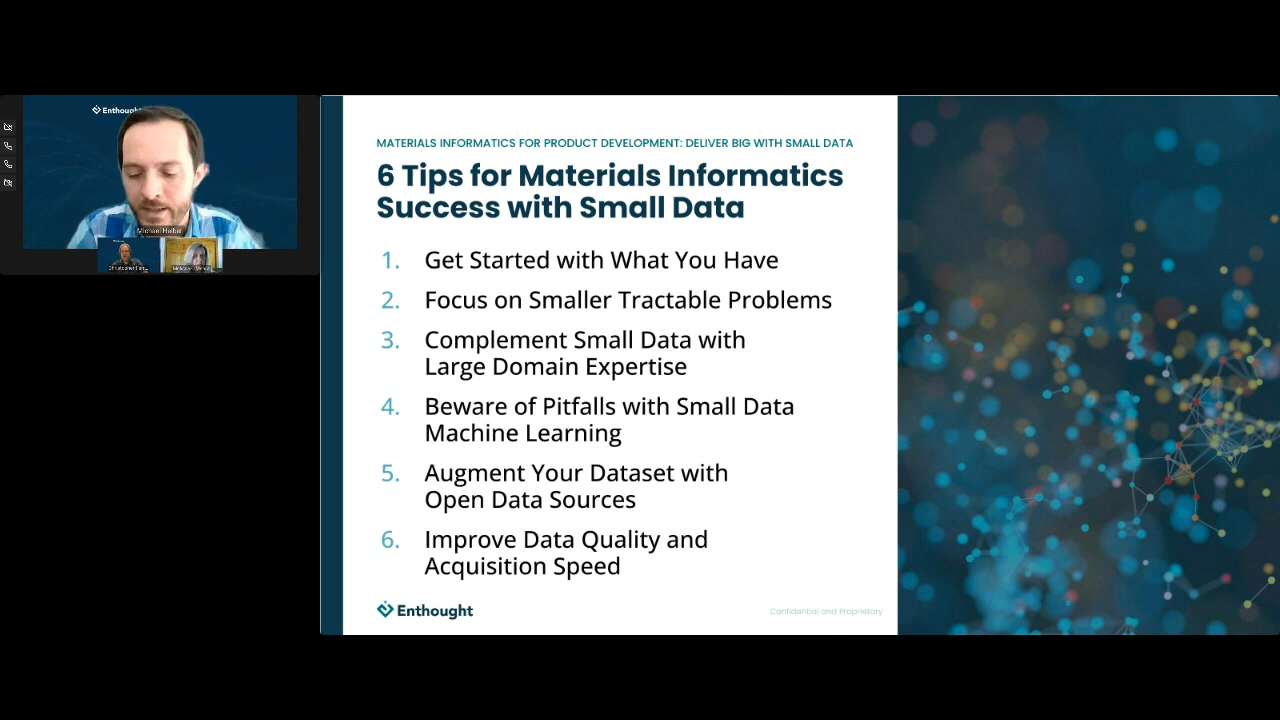 Enthought
Michael Heiber
MATERIALS INFORMATICS FOR PRODUCT DEVELOPMENT: DELIVER BIG WITH SMALL DATA
6 Tips for Materials Informatics
Success with Small Data
1. Get Started with What You Have
2. Focus on Smaller Tractable Problems
3. Complement Small Data with
Large Domain Expertise
4. Beware of Pitfalls with Small Data
Machine Learning
5. Augment Your Dataset with
Open Data Sources
6. Improve Data Quality and
Acquisition Speed
Enthought
Confidential and Proprietary